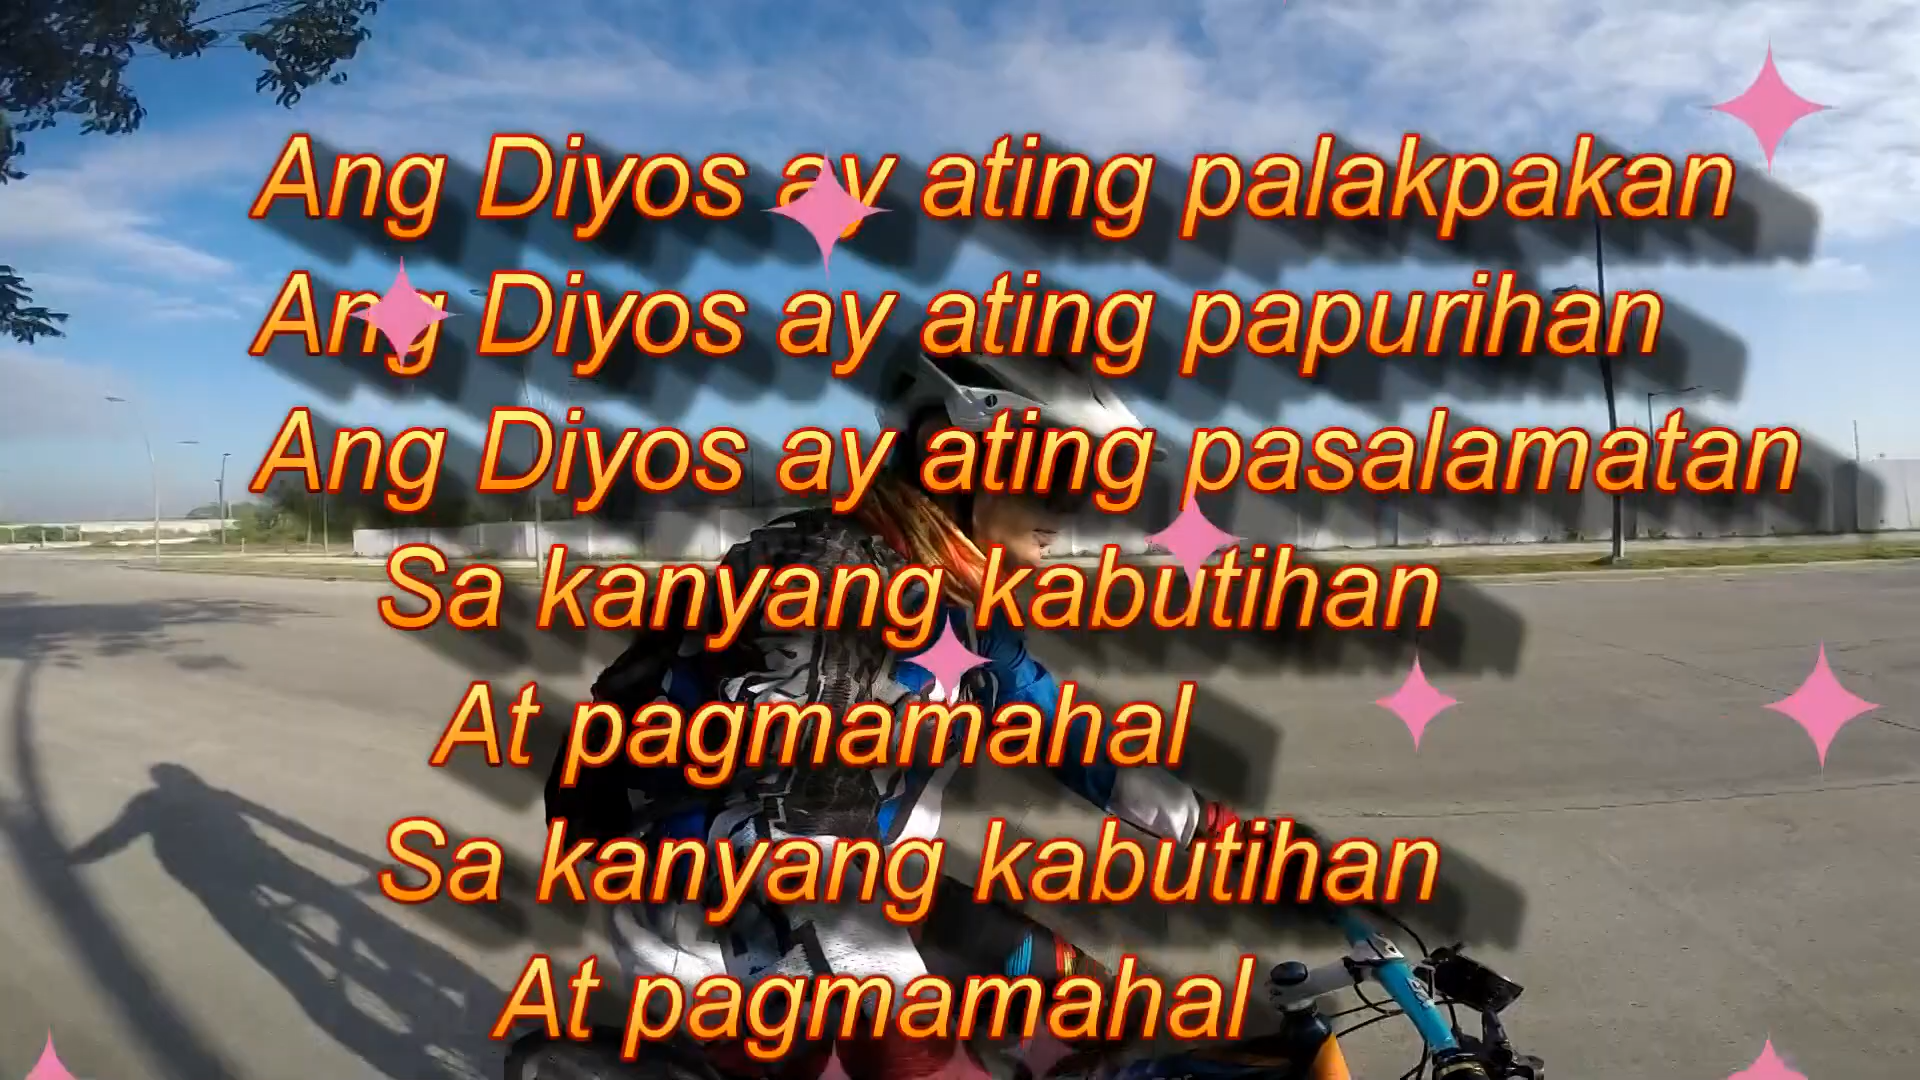 Ang Diyos ay ating palakpakan
Ang Diyos ay ating papurihan
Ang Diyos ay ating pasalamatan
Sa kanyang kabutihan
At pagmamahal
Sa kanyang kabutihan
At pagmamahal